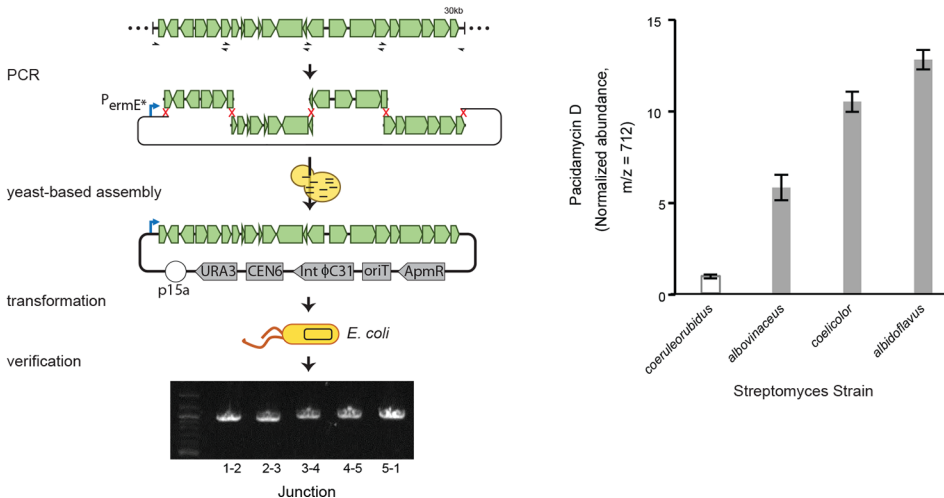 30kb
PCR
PermE*
yeast-based assembly
URA3 CEN6 Int ϕC31 oriT ApmR
p15a
transformation
E. coli
verification
1-2 2-3 3-4 4-5 5-1
Junction
Pacidamycin D
(Normalized abundance,
m/z = 712)
15
10
5
0
coeruleorubidus
albovinaceus
coelicolor
albidoflavus
Streptomyces Strain